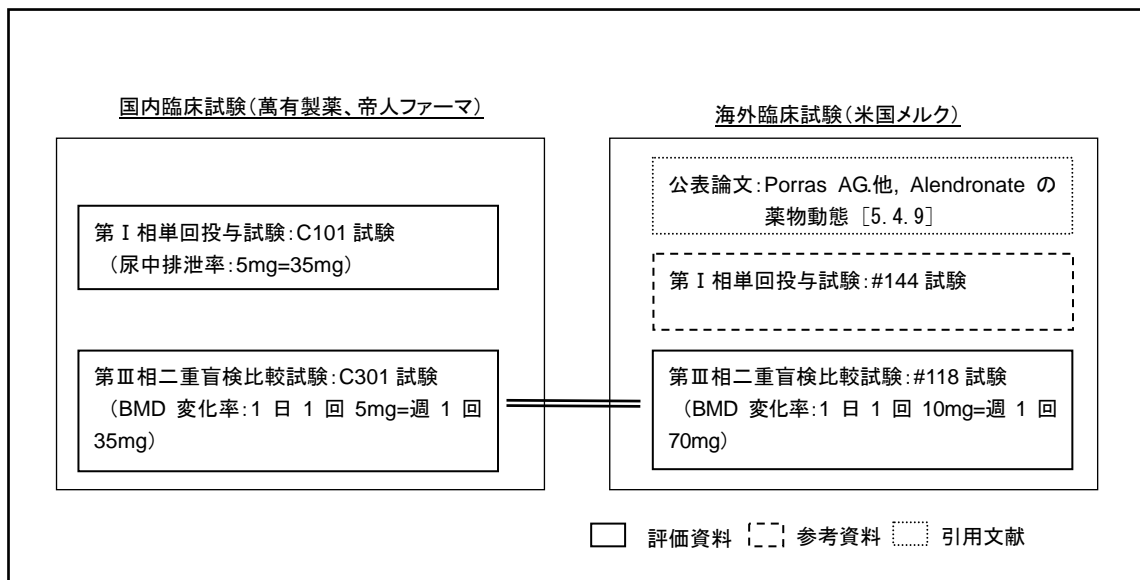 国内臨床試験（萬有製薬、帝人ファーマ）
第Ⅰ相単回投与試験：C101 試験
（尿中排泄率：5mg=35mg）
第Ⅲ相二重盲検比較試験：C301 試験
（BMD 変化率：1 日 1 回 5mg=週 1 回
35mg）
海外臨床試験（米国メルク）
公表論文：Porras AG.他, Alendronate の
薬物動態 [5.4.9]
第Ⅰ相単回投与試験：#144 試験
第Ⅲ相二重盲検比較試験：#118 試験
（BMD 変化率：1 日 1 回 10mg=週 1 回
70mg）
評価資料 参考資料 引用文献